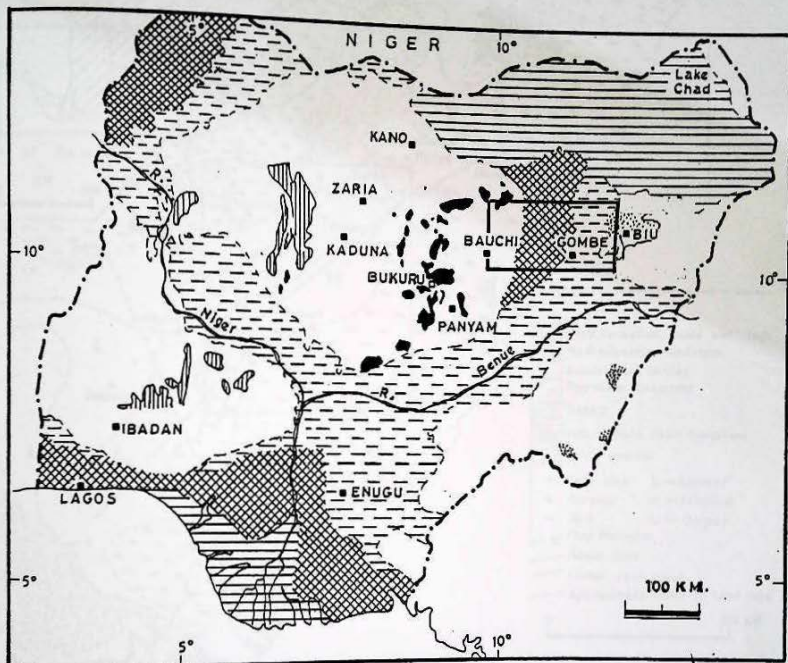 NIGER
10°
Lake
Chad
KANO
ZARIA
10°
KADUNA
BAUCHI
GOMBE
BIU
10°
BUKURU
PANYAM
R.
Niger
R.
Benue
IBADAN
LAGOS
ENUGU
5°
5°
100 KM.
5°
10°